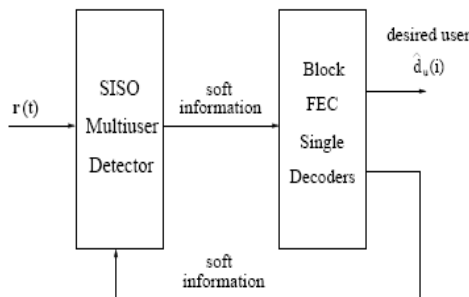 r(t)
SISO
Multiuser
Detector
soft
information
Block
FEC
Single
Decoders
desired user
d̂ᵤ(i)
soft
information